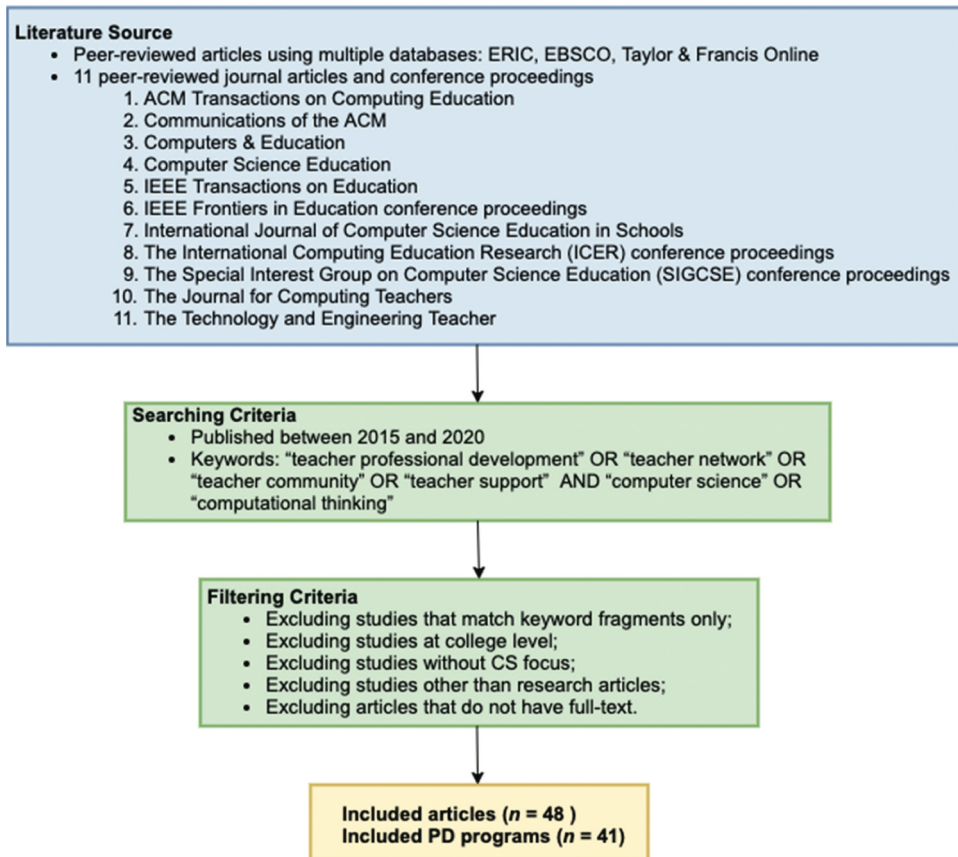 Literature Source
• Peer-reviewed articles using multiple databases: ERIC, EBSCO, Taylor & Francis Online
• 11 peer-reviewed journal articles and conference proceedings
1. ACM Transactions on Computing Education
2. Communications of the ACM
3. Computers & Education
4. Computer Science Education
5. IEEE Transactions on Education
6. IEEE Frontiers in Education conference proceedings
7. International Journal of Computer Science Education in Schools
8. The International Computing Education Research (ICER) conference proceedings
9. The Special Interest Group on Computer Science Education (SIGCSE) conference proceedings
10. The Journal for Computing Teachers
11. The Technology and Engineering Teacher
Searching Criteria
• Published between 2015 and 2020
• Keywords: “teacher professional development” OR “teacher network” OR
“teacher community” OR “teacher support” AND “computer science” OR
“computational thinking”
Filtering Criteria
• Excluding studies that match keyword fragments only;
• Excluding studies at college level;
• Excluding studies without CS focus;
• Excluding studies other than research articles;
• Excluding articles that do not have full-text.
Included articles (n = 48 )
Included PD programs (n = 41)